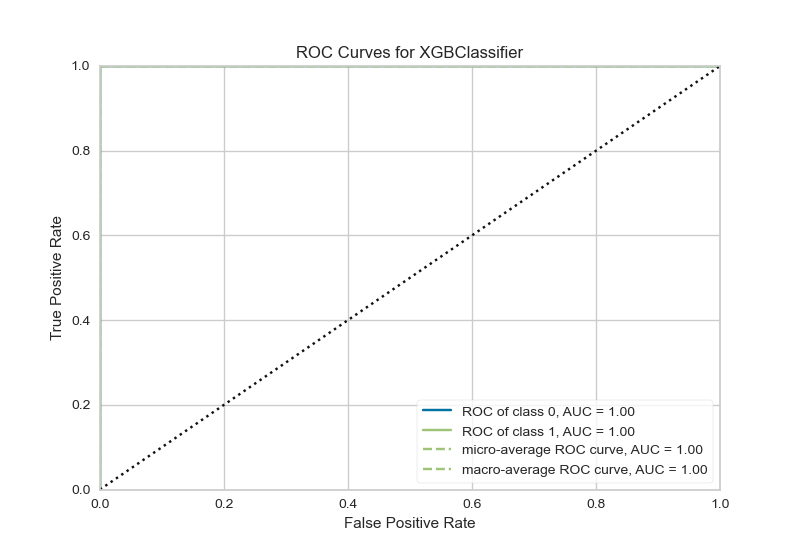 ROC Curves for XGBClassifier
1.0
0.8
0.6
0.4
0.2
0.0
True Positive Rate
ROC of class 0, AUC = 1.00
ROC of class 1, AUC = 1.00
micro-average ROC curve, AUC = 1.00
macro-average ROC curve, AUC = 1.00
0.0 0.2 0.4 0.6 0.8 1.0
False Positive Rate